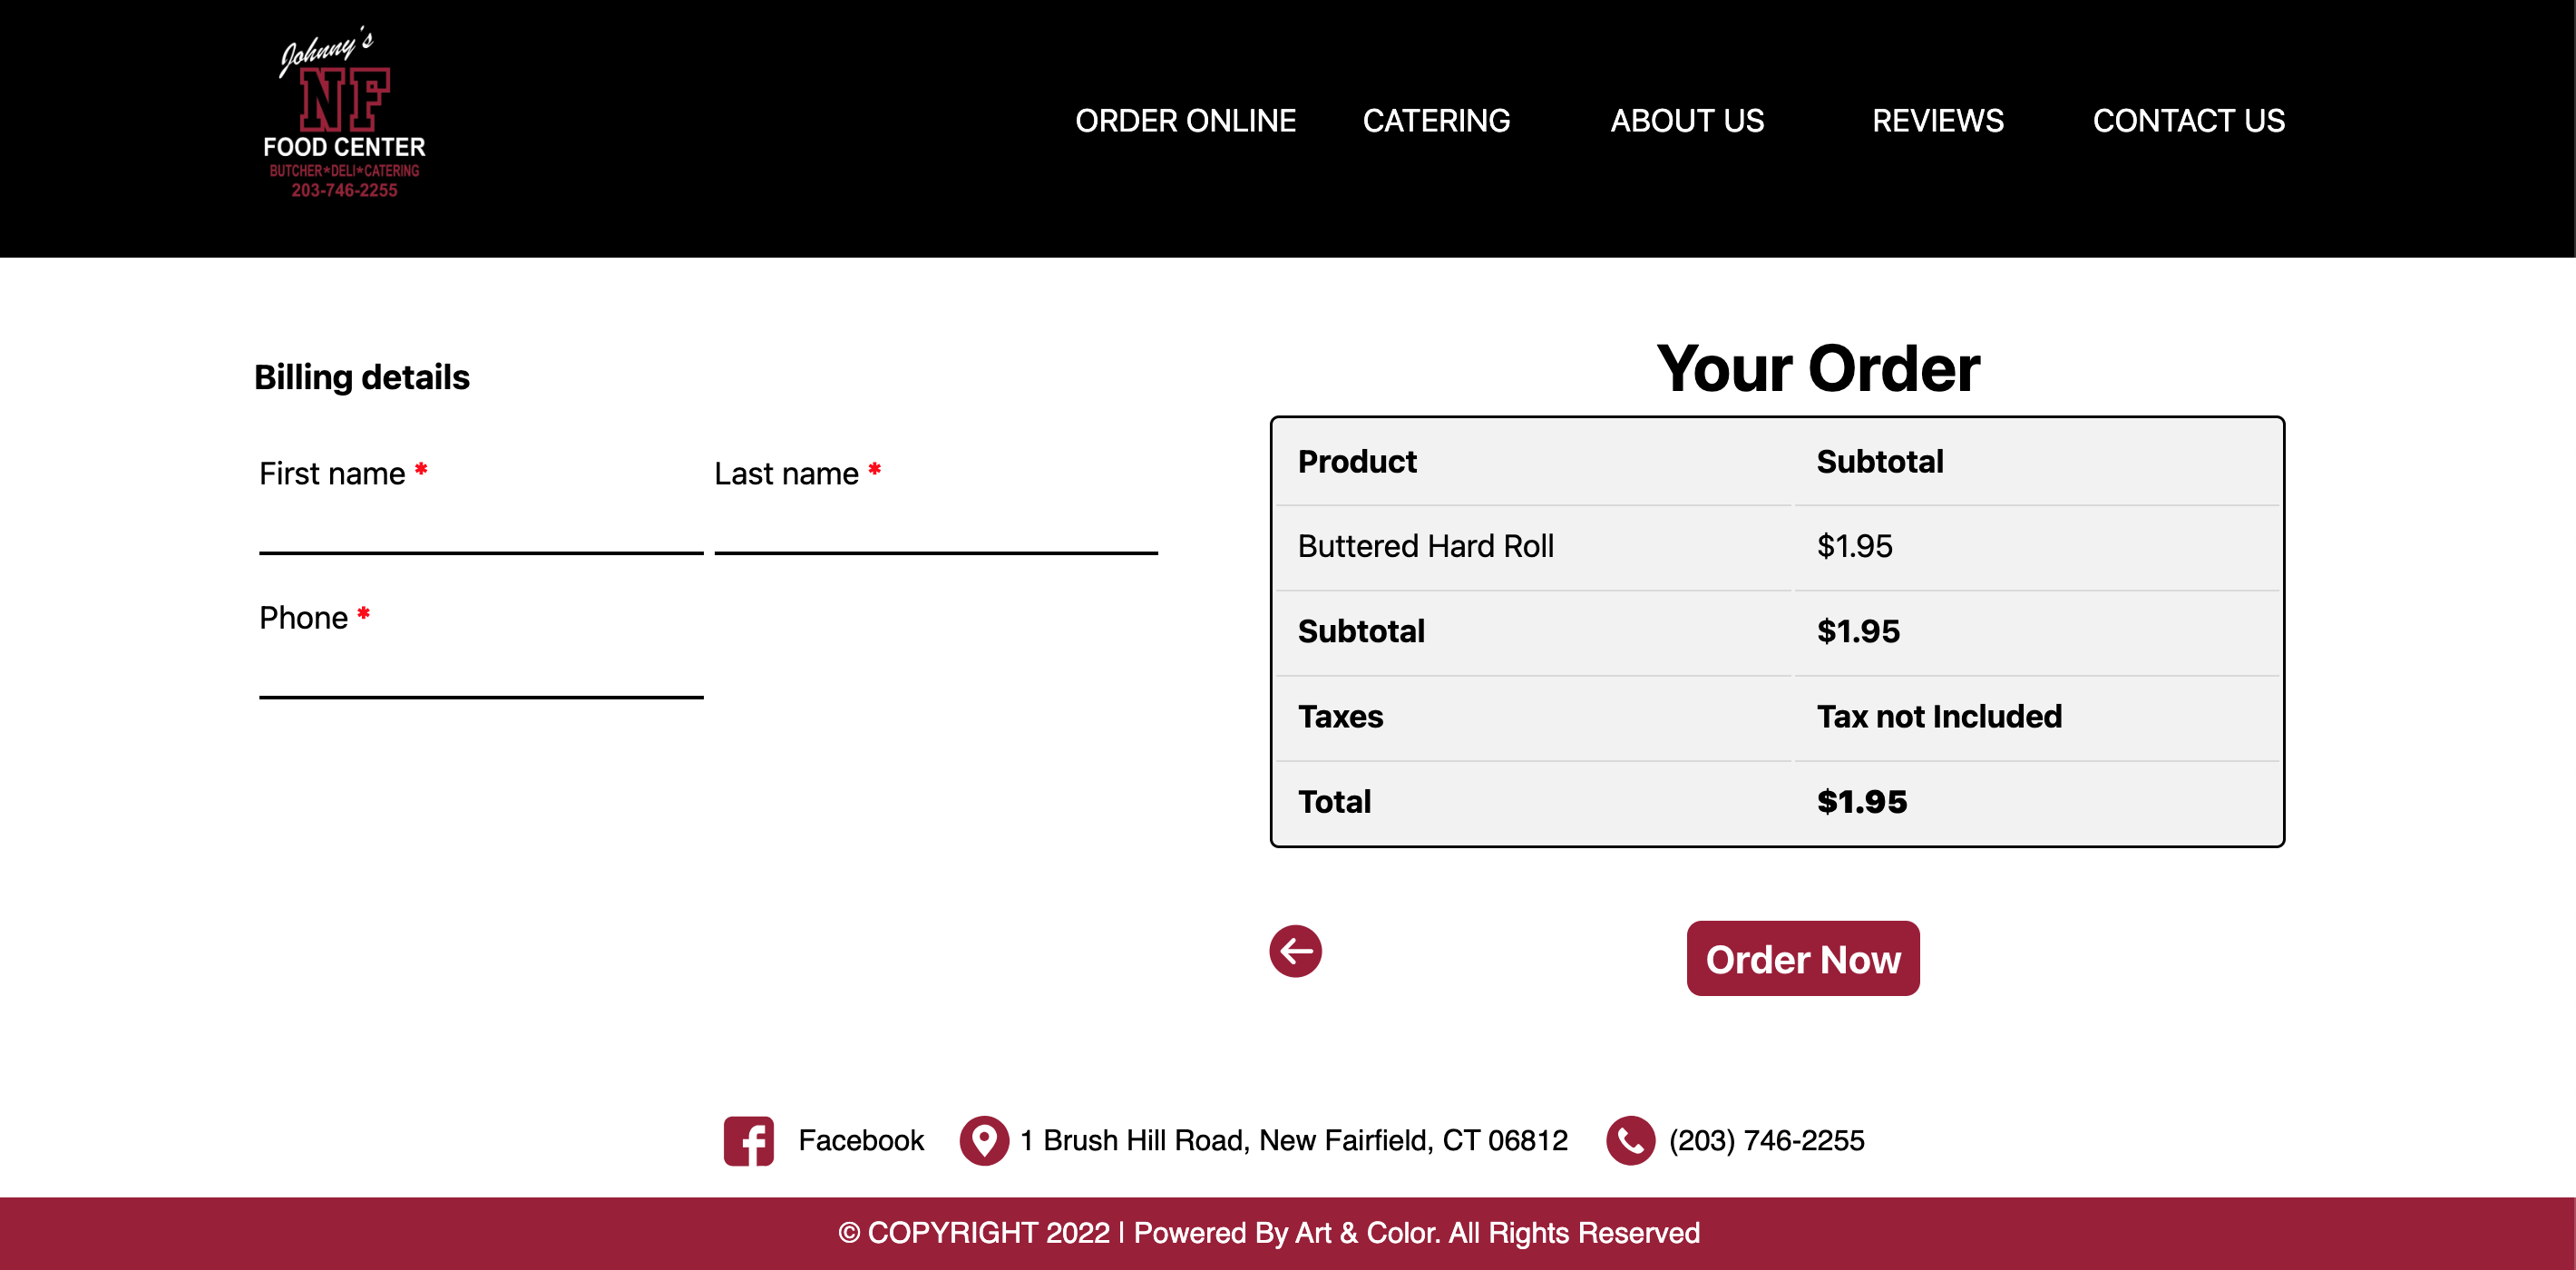 Johnny's
NF
FOOD CENTER
BUTCHER★DELI★CATERING
203-746-2255
ORDER ONLINE CATERING ABOUT US REVIEWS CONTACT US
Billing details
First name * Last name *
Phone *
Your Order
Product Subtotal
Buttered Hard Roll $1.95
Subtotal $1.95
Taxes Tax not Included
Total $1.95
Order Now
Facebook 1 Brush Hill Road, New Fairfield, CT 06812 (203) 746-2255
© COPYRIGHT 2022 | Powered By Art & Color. All Rights Reserved